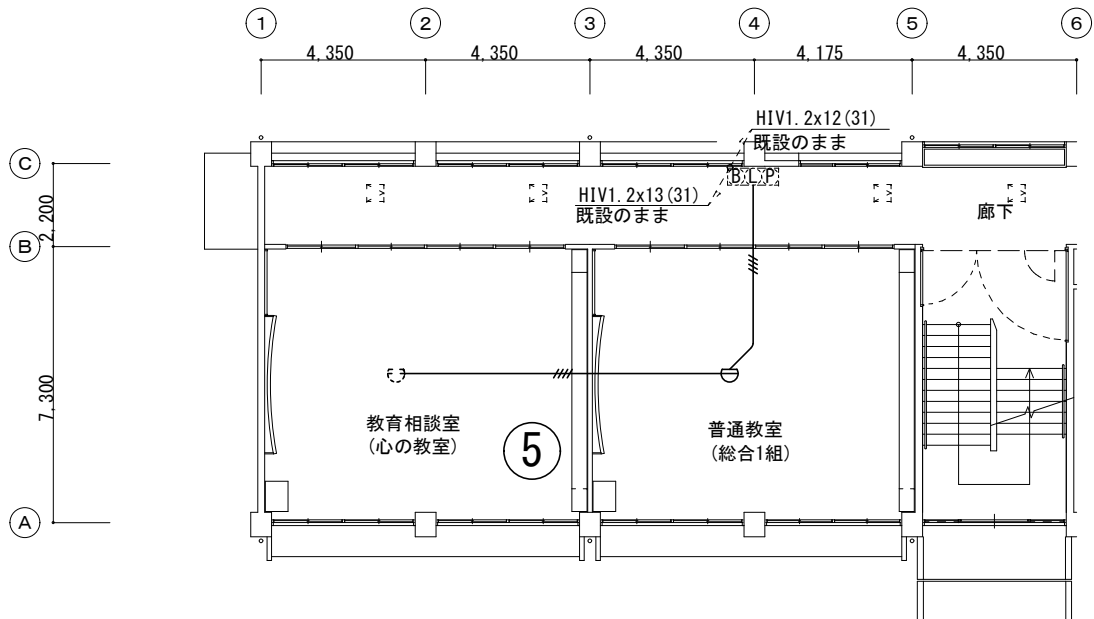 1 2 3 4 5 6
4,350 4,350 4,350 4,175 4,350
HIV1.2x12(31)
既設のまま
C
B L P
HIV1.2x13(31)
既設のまま
2,200
廊下
B
7,300
教育相談室
(心の教室)
5
普通教室
(総合1組)
A